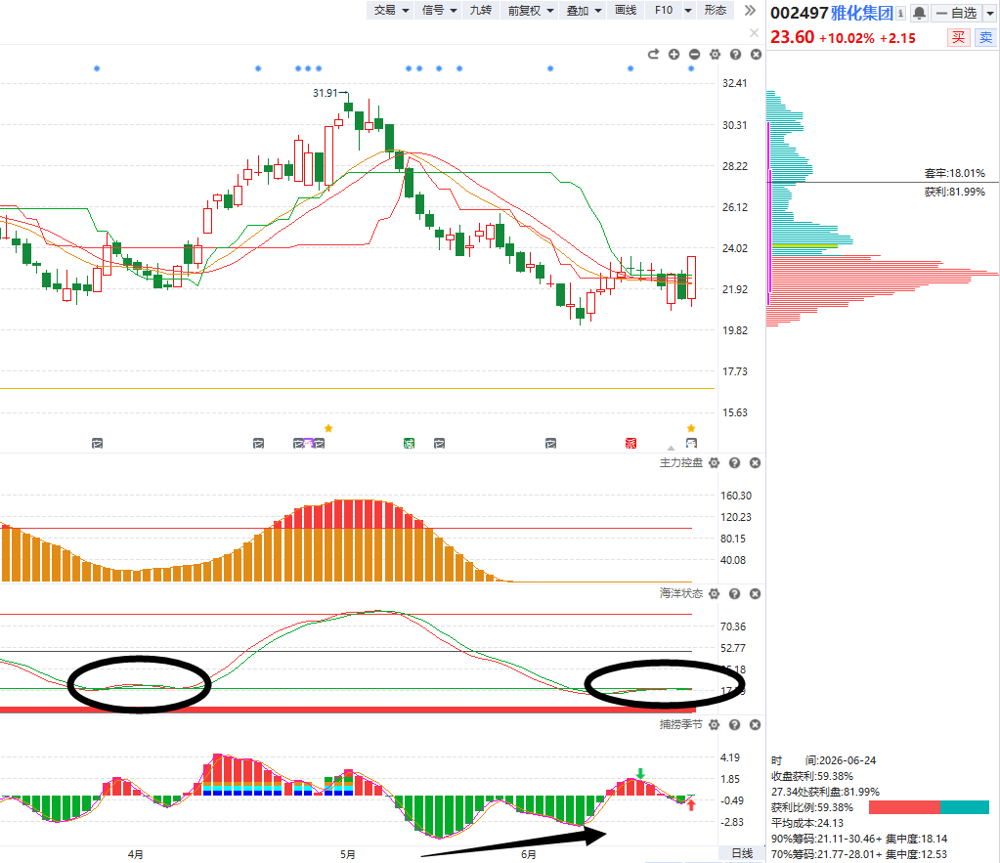 交易 信号 九转 前复权 叠加 画线 F10 形态
002497雅化集团 自选
23.60 +10.02% +2.15 买 卖
32.41
31.91
30.31
28.22
套牢:18.01%
获利:81.99%
26.12
24.02
21.92
19.82
17.73
15.63
减 派
主力控盘
160.30
120.23
80.15
40.08
海洋状态
70.36
52.77
捕捞季节
4.19
1.85
-0.49
-2.83
时 间:2026-06-24
收盘获利:59.38%
27.34处获利盘:81.99%
获利比例:59.38%
平均成本:24.13
90%筹码:21.11-30.46+ 集中度:18.14
70%筹码:21.77-28.01+ 集中度:12.53
4月 5月 6月 日线